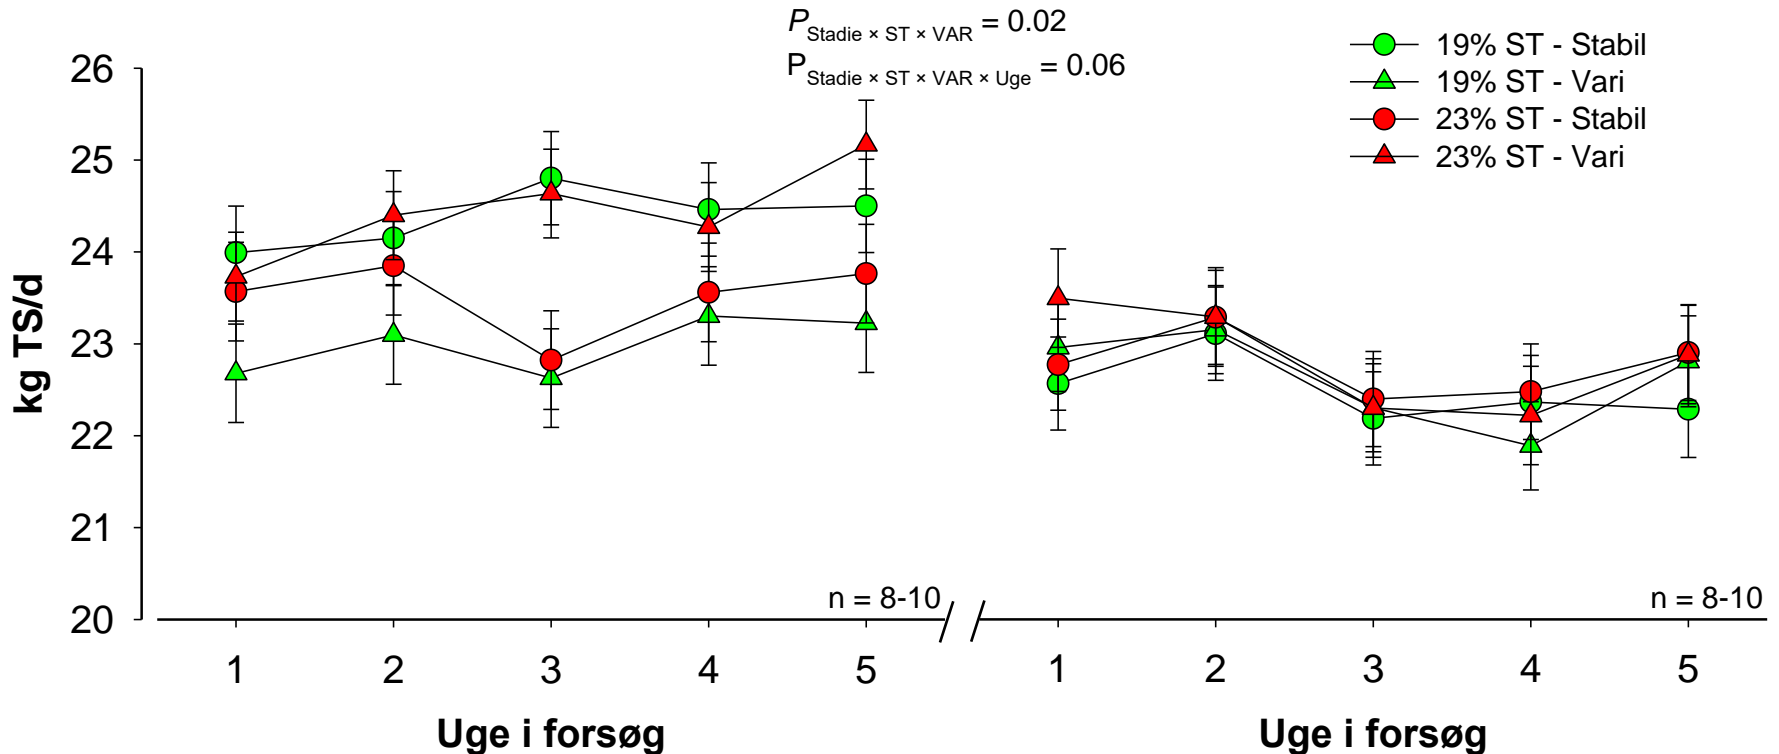 P Stadie × ST × VAR = 0.02
P Stadie × ST × VAR × Uge = 0.06
19% ST - Stabil
19% ST - Vari
23% ST - Stabil
23% ST - Vari
kg TS/d
26
25
24
23
22
21
20
n = 8-10
n = 8-10
1 2 3 4 5
1 2 3 4 5
Uge i forsøg
Uge i forsøg